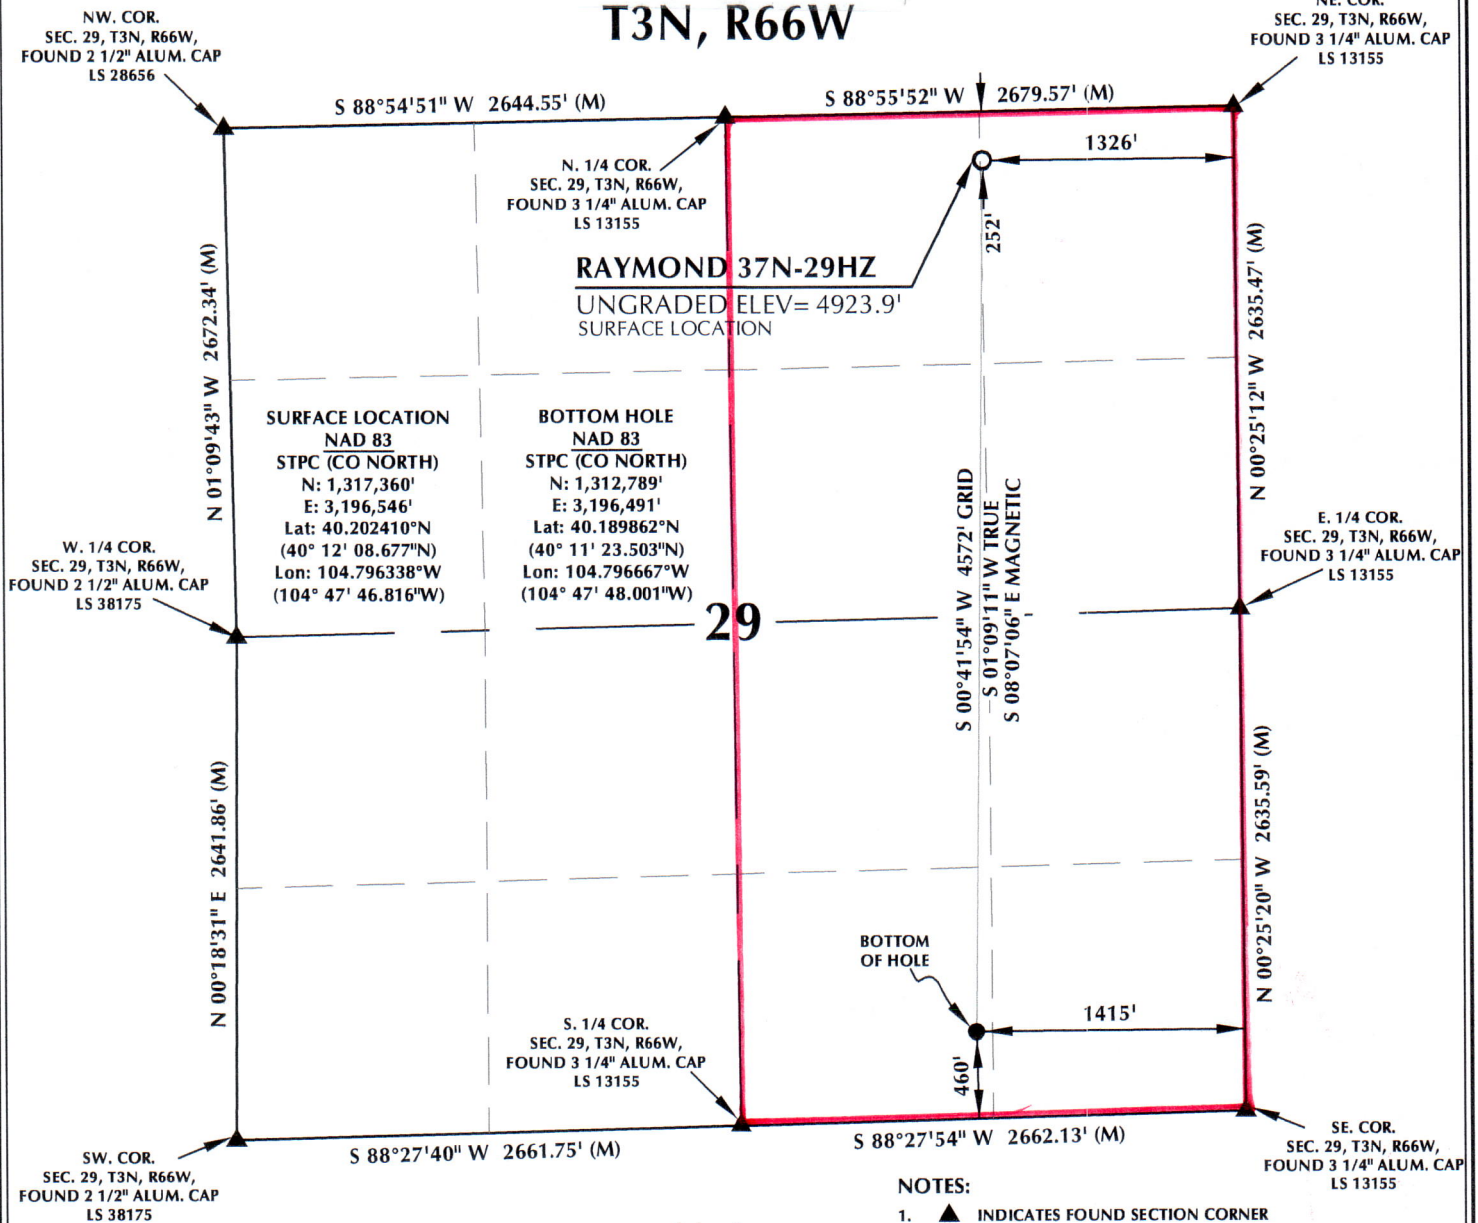 T3N, R66W
NW. COR.
SEC. 29, T3N, R66W,
FOUND 2 1/2" ALUM. CAP
LS 28656
NE. COR.
SEC. 29, T3N, R66W,
FOUND 3 1/4" ALUM. CAP
LS 13155
S 88°54'51" W 2644.55' (M)
S 88°55'52" W 2679.57' (M)
N. 1/4 COR.
SEC. 29, T3N, R66W,
FOUND 3 1/4" ALUM. CAP
LS 13155
1326'
252'
RAYMOND 37N-29HZ
UNGRADED ELEV= 4923.9'
SURFACE LOCATION
N 01°09'43" W 2672.34' (M)
N 00°25'12" W 2635.47' (M)
SURFACE LOCATION
NAD 83
STPC (CO NORTH)
N: 1,317,360'
E: 3,196,546'
Lat: 40.202410°N
(40° 12' 08.677"N)
Lon: 104.796338°W
(104° 47' 46.816"W)
BOTTOM HOLE
NAD 83
STPC (CO NORTH)
N: 1,312,789'
E: 3,196,491'
Lat: 40.189862°N
(40° 11' 23.503"N)
Lon: 104.796667°W
(104° 47' 48.001"W)
S 00°41'54" W 4572' GRID
S 01°09'11" W TRUE
S 08°07'06" E MAGNETIC
W. 1/4 COR.
SEC. 29, T3N, R66W,
FOUND 2 1/2" ALUM. CAP
LS 38175
E. 1/4 COR.
SEC. 29, T3N, R66W,
FOUND 3 1/4" ALUM. CAP
LS 13155
29
N 00°18'31" E 2641.86' (M)
N 00°25'20" W 2635.59' (M)
BOTTOM
OF HOLE
1415'
460'
S. 1/4 COR.
SEC. 29, T3N, R66W,
FOUND 3 1/4" ALUM. CAP
LS 13155
S 88°27'40" W 2661.75' (M)
S 88°27'54" W 2662.13' (M)
SW. COR.
SEC. 29, T3N, R66W,
FOUND 2 1/2" ALUM. CAP
LS 38175
SE. COR.
SEC. 29, T3N, R66W,
FOUND 3 1/4" ALUM. CAP
LS 13155
NOTES:
1. ▲ INDICATES FOUND SECTION CORNER